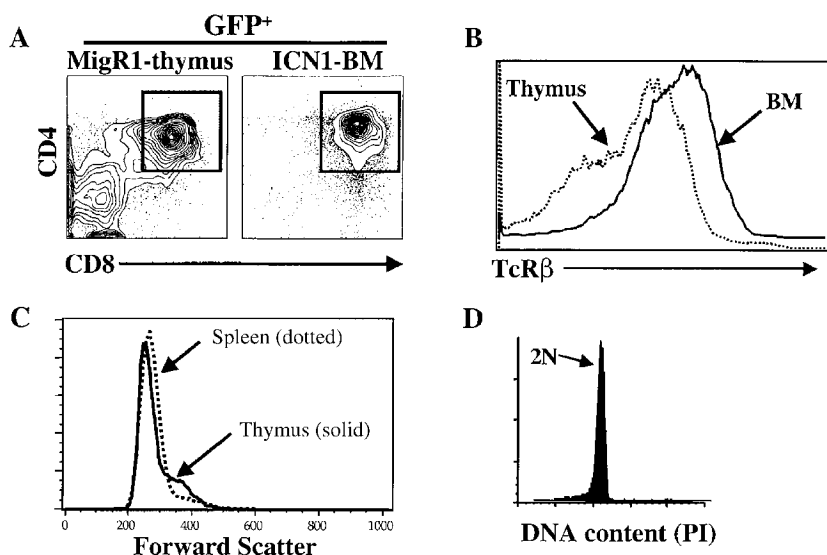 A
GFP+
MigR1-thymus ICN1-BM
CD4
CD8
B
Thymus
BM
TcRβ
C
Spleen (dotted)
Thymus (solid)
0 200 400 600 800 1000
Forward Scatter
D
2N
DNA content (PI)